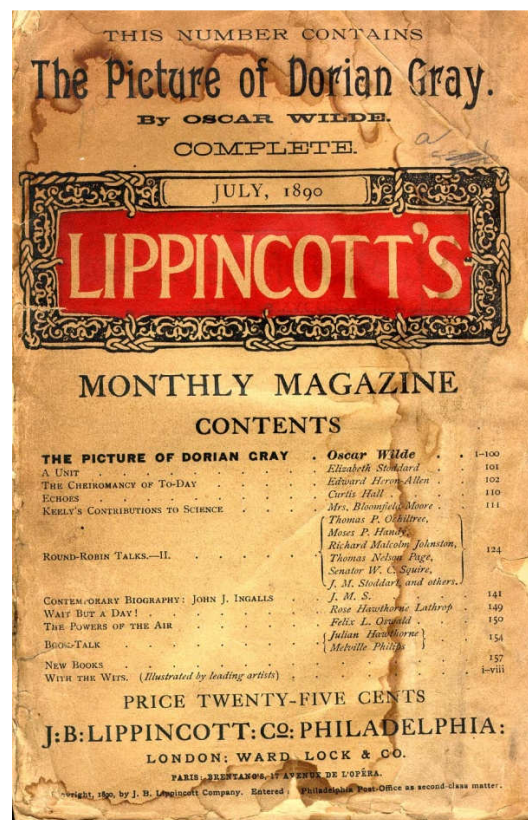 THIS NUMBER CONTAINS
The Picture of Dorian Gray.
BY OSCAR WILDE.
COMPLETE.
JULY, 1890
LIPPINCOTT'S
MONTHLY MAGAZINE
CONTENTS
THE PICTURE OF DORIAN GRAY . Oscar Wilde . . 1-100
A UNIT . . . . . . . Elizabeth Stoddard . 101
THE CHEIROMANCY OF TO-DAY . . . . Edward Heron-Allen . 102
ECHOES . . . . . . . Curtis Hall . . 110
KEELY'S CONTRIBUTIONS TO SCIENCE . . . . Mrs. Bloomfield-Moore . 111
ROUND-ROBIN TALKS.—II. . . . . . Thomas P. Ochiltree,
Moses P. Handy,
Richard Malcolm Johnston,
Thomas Nelson Page,
Senator W. C. Squire,
J. M. Stoddart, and others. 124
CONTEMPORARY BIOGRAPHY: JOHN J. INGALLS . . . J. M. S. . . 141
WAIT BUT A DAY! . . . . . . Rose Hawthorne Lathrop . 149
THE POWERS OF THE AIR . . . . . Felix L. Oswald . 150
BOOK-TALK . . . . . . Julian Hawthorne
Melville Philips 154
NEW BOOKS . . . . . . . 157
WITH THE WITS. (Illustrated by leading artists) . . . . i-viii
PRICE TWENTY-FIVE CENTS
J:B:LIPPINCOTT:CO: PHILADELPHIA:
LONDON: WARD, LOCK & CO.
PARIS: BRENTANO'S, 17 AVENUE DE L'OPÉRA.
Copyright, 1890, by J. B. Lippincott Company. Entered Philadelphia Post-Office as second-class matter.